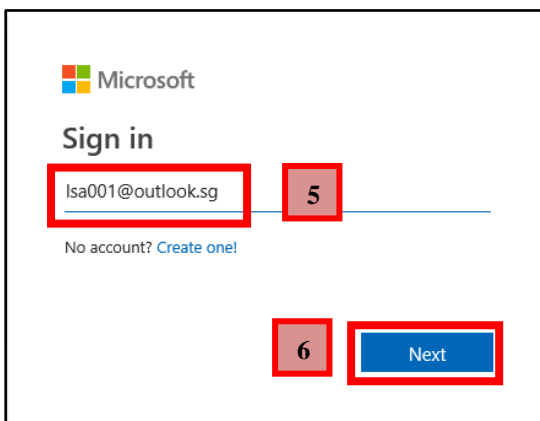 Microsoft
Sign in
lsa001@outlook.sg
5
No account? Create one!
6
Next